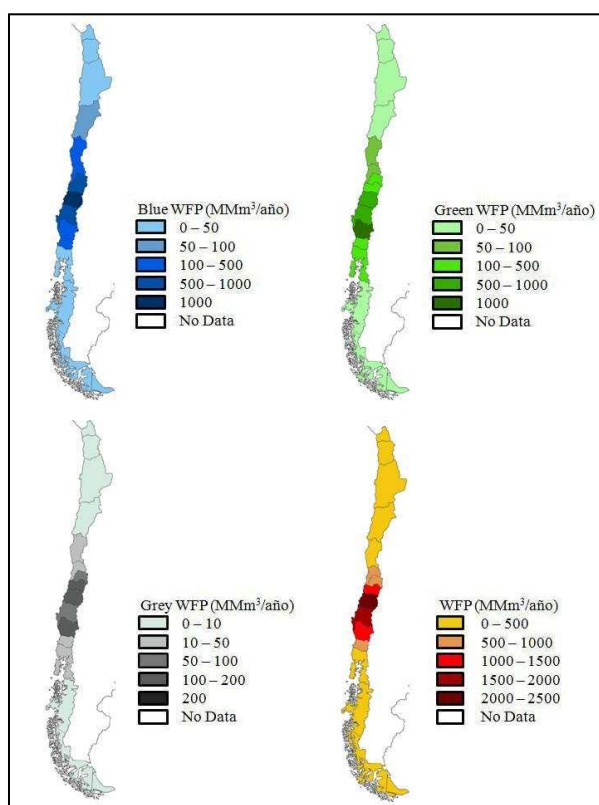 Blue WFP (MMm³/año)
0 – 50
50 – 100
100 – 500
500 – 1000
1000
No Data
Green WFP (MMm³/año)
0 – 50
50 – 100
100 – 500
500 – 1000
1000
No Data
Grey WFP (MMm³/año)
0 – 10
10 – 50
50 – 100
100 – 200
200
No Data
WFP (MMm³/año)
0 – 500
500 – 1000
1000 – 1500
1500 – 2000
2000 – 2500
No Data